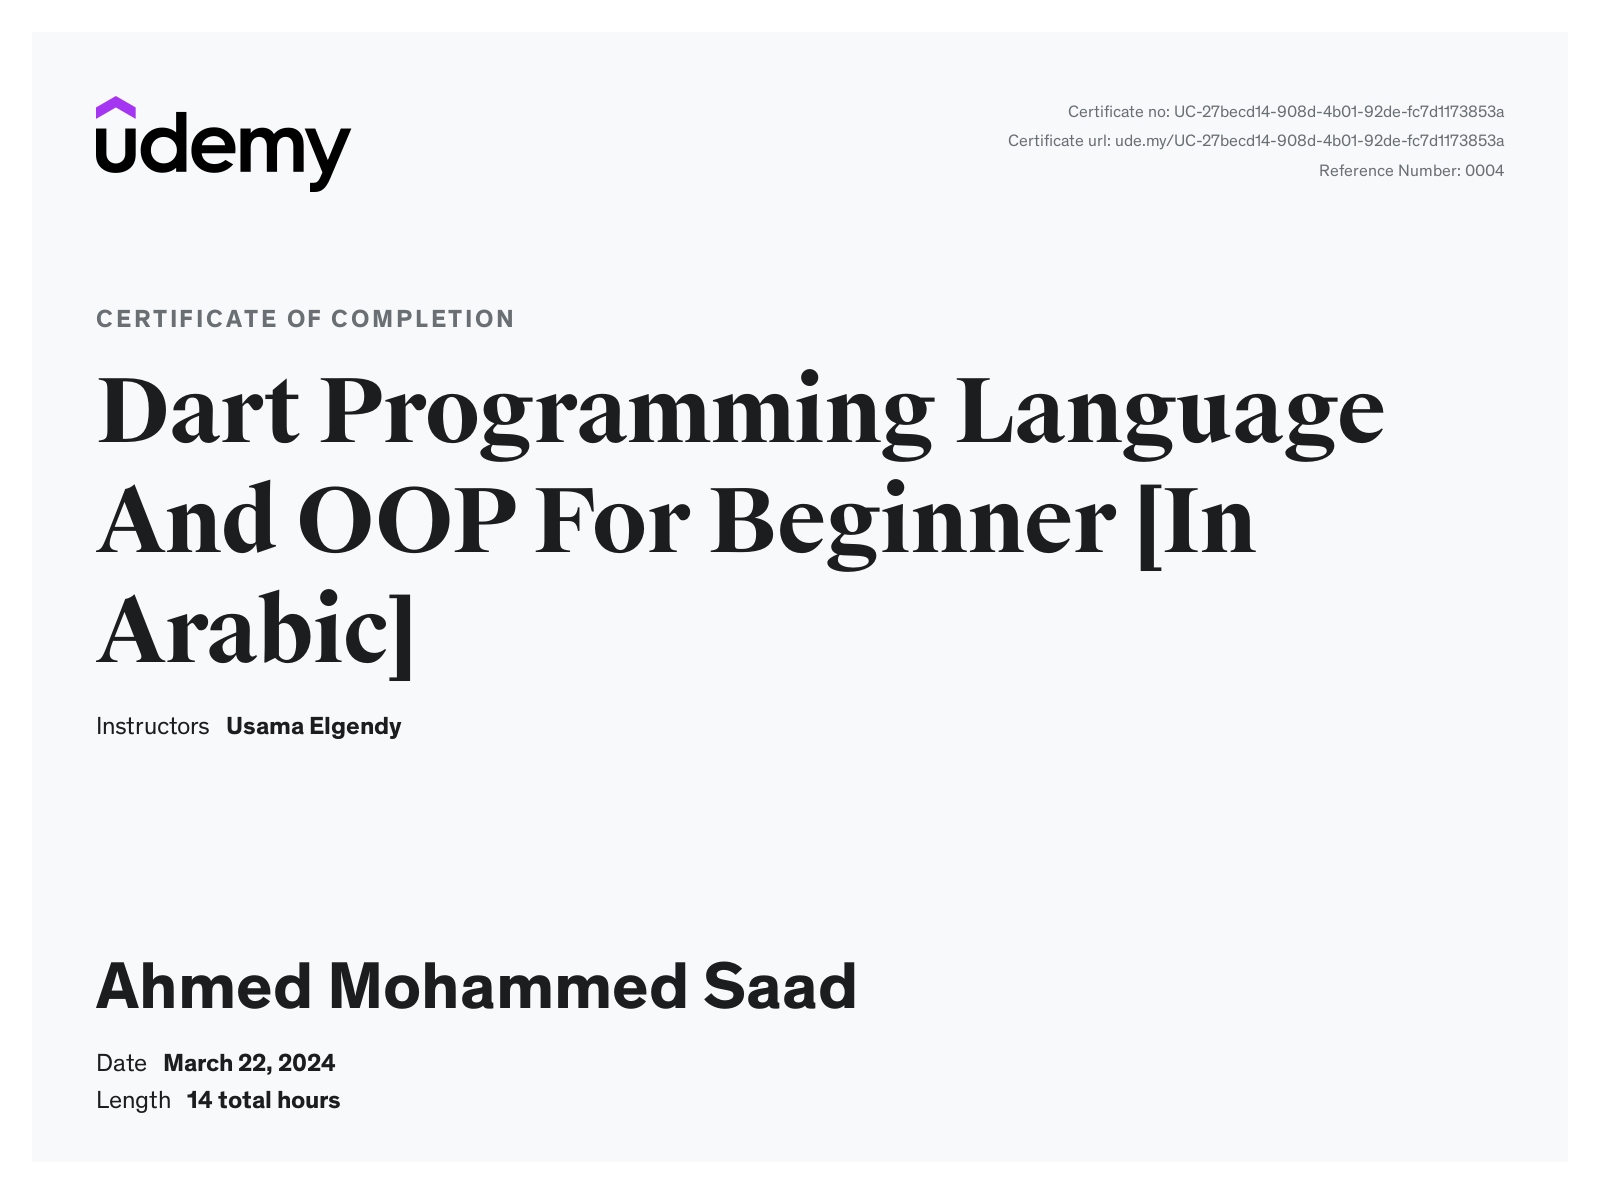 udemy
Certificate no: UC-27becd14-908d-4b01-92de-fc7d1173853a
Certificate url: ude.my/UC-27becd14-908d-4b01-92de-fc7d1173853a
Reference Number: 0004
CERTIFICATE OF COMPLETION
Dart Programming Language
And OOP For Beginner [In
Arabic]
Instructors Usama Elgendy
Ahmed Mohammed Saad
Date March 22, 2024
Length 14 total hours